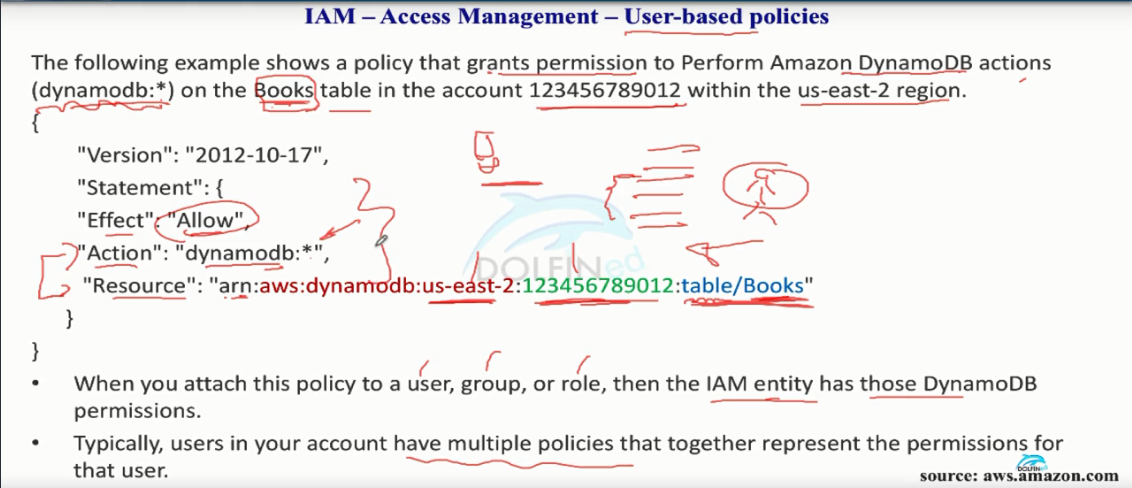 IAM – Access Management – User-based policies
The following example shows a policy that grants permission to Perform Amazon DynamoDB actions
(dynamodb:*) on the Books table in the account 123456789012 within the us-east-2 region.
{
"Version": "2012-10-17",
"Statement": {
"Effect": "Allow",
"Action": "dynamodb:*",
DOLFINed
"Resource": "arn:aws:dynamodb:us-east-2:123456789012:table/Books"
}
}
• When you attach this policy to a user, group, or role, then the IAM entity has those DynamoDB
permissions.
• Typically, users in your account have multiple policies that together represent the permissions for
that user.
DOLFIN
source: aws.amazon.com